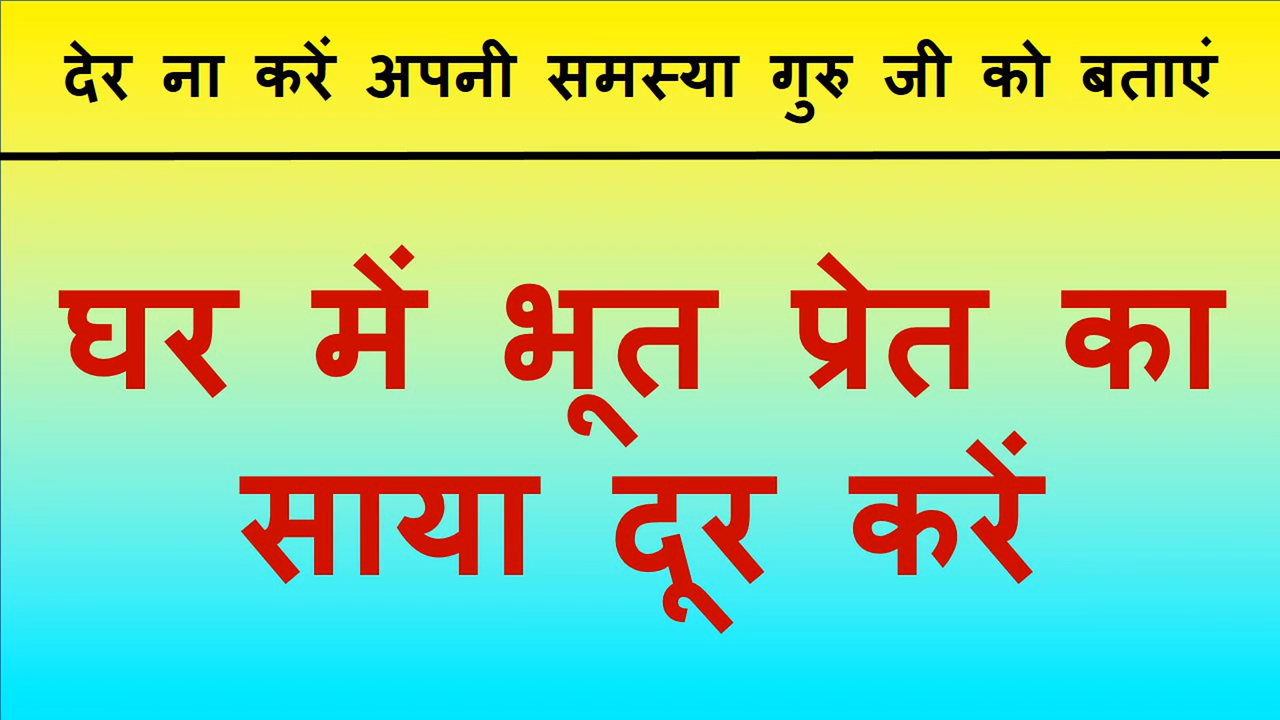 देर ना करें अपनी समस्या गुरु जी को बताएं
घर में भूत प्रेत का
साया दूर करें